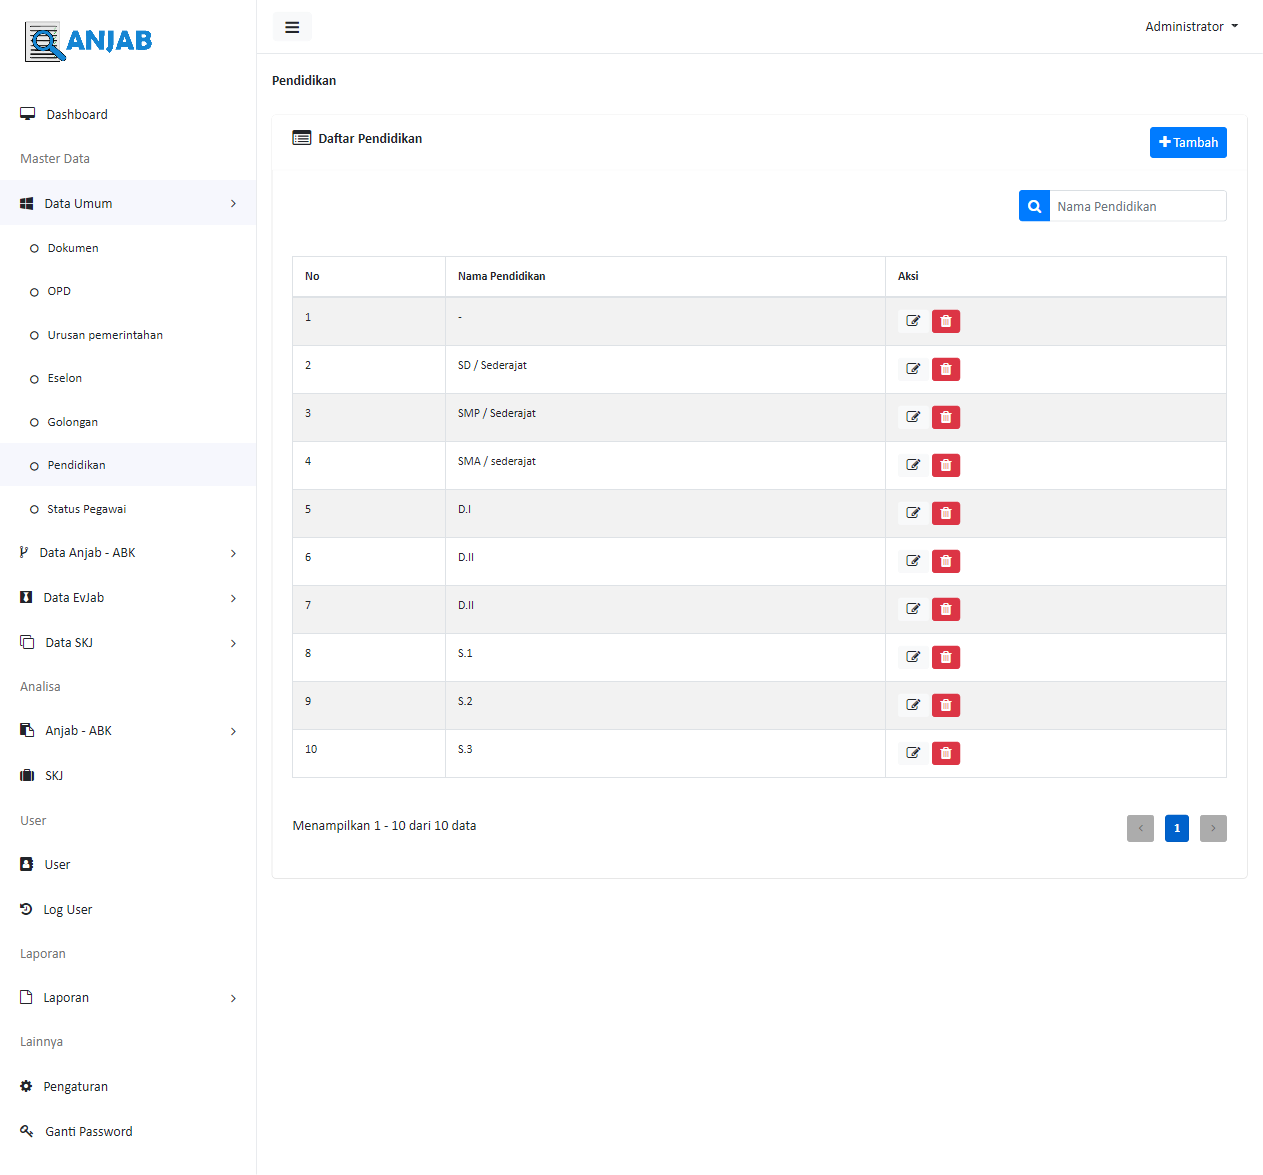 ANJAB
Administrator
Pendidikan
Dashboard
Master Data
Data Umum
Dokumen
OPD
Urusan pemerintahan
Eselon
Golongan
Pendidikan
Status Pegawai
Data Anjab - ABK
Data EvJab
Data SKJ
Analisa
Anjab - ABK
SKJ
User
User
Log User
Laporan
Laporan
Lainnya
Pengaturan
Ganti Password
Daftar Pendidikan
Tambah
Nama Pendidikan
No Nama Pendidikan Aksi
1 -
2 SD / Sederajat
3 SMP / Sederajat
4 SMA / sederajat
5 D.I
6 D.II
7 D.II
8 S.1
9 S.2
10 S.3
Menampilkan 1 - 10 dari 10 data
‹ 1 ›